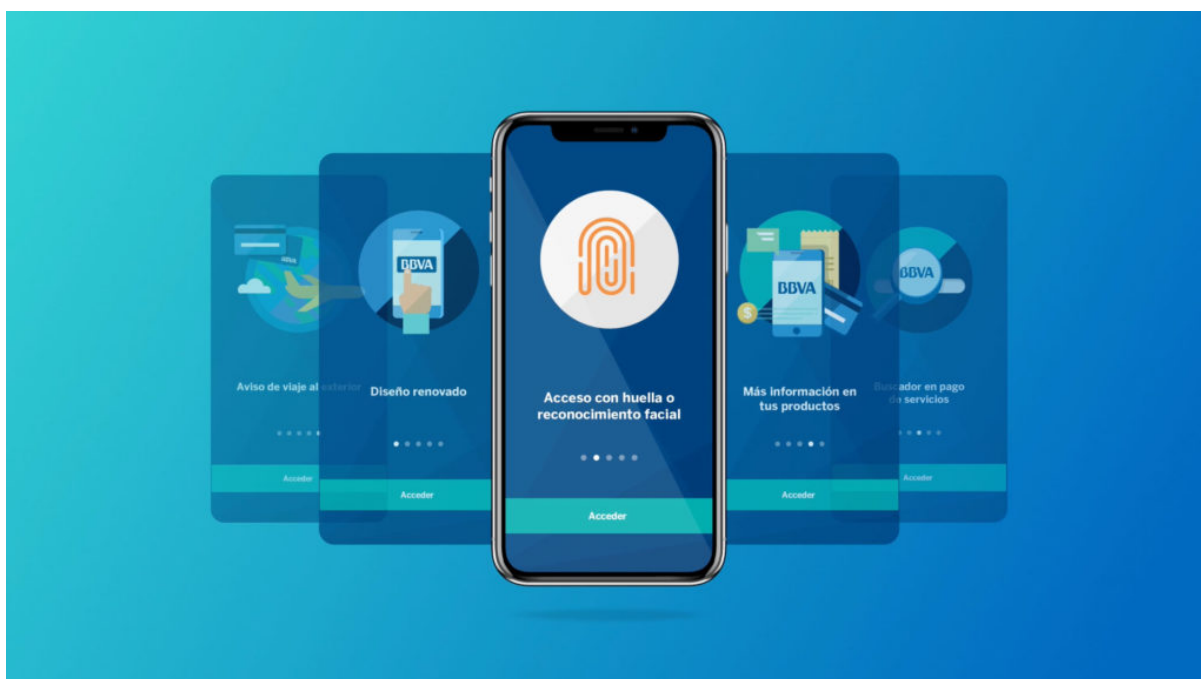 BBVA
Aviso de viaje al exterior
Acceder
BBVA
Diseño renovado
Acceder
Acceso con huella o
reconocimiento facial
Acceder
$
BBVA
Más información en
tus productos
Acceder
BBVA
Buscador en pago
de servicios
Acceder